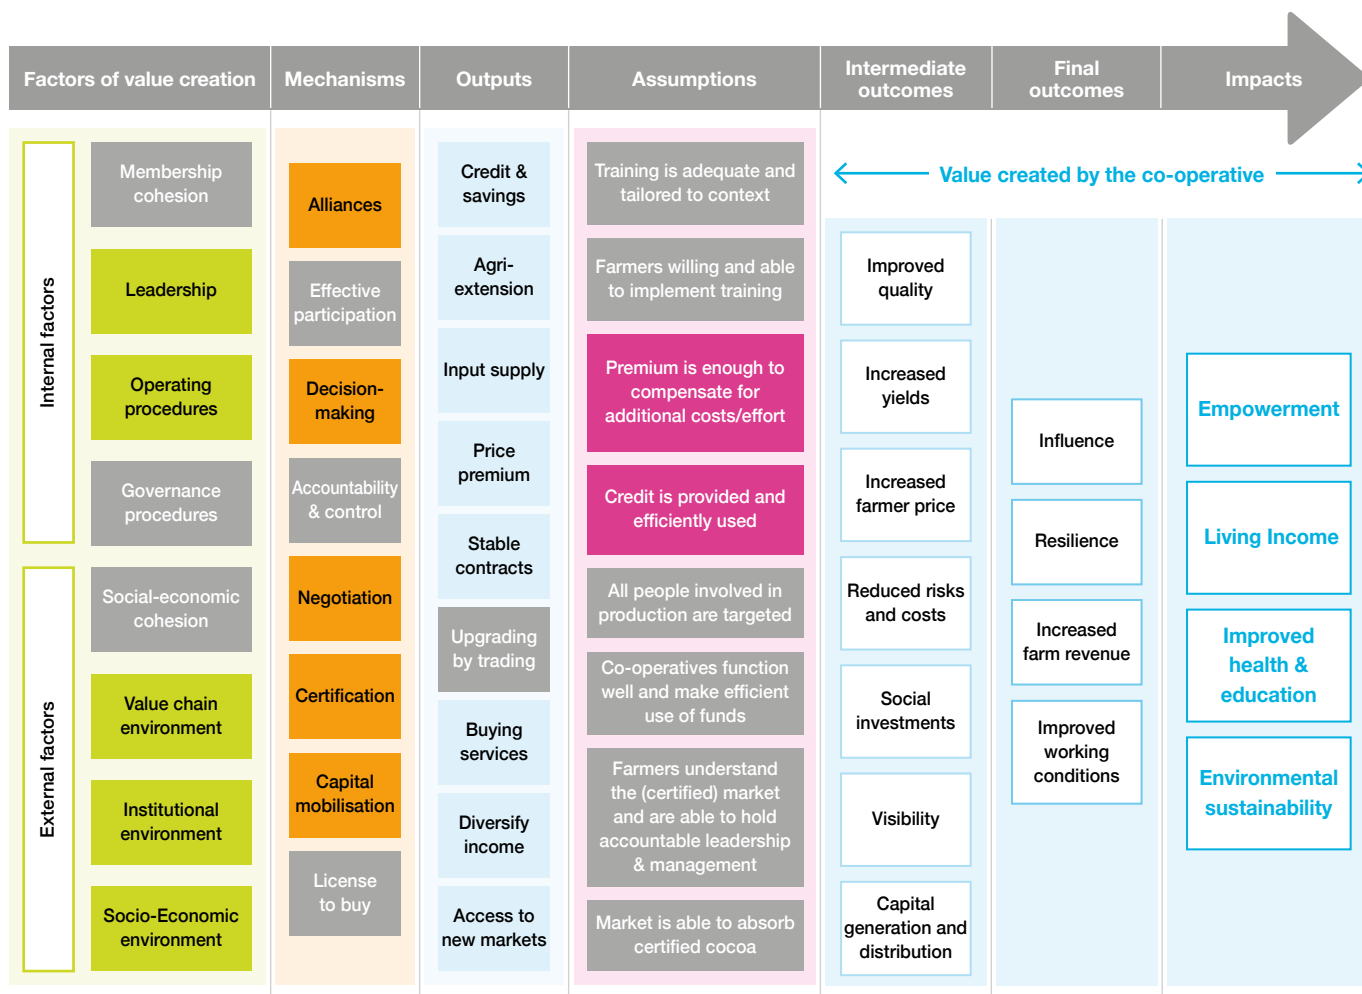 Factors of value creation
Mechanisms
Outputs
Assumptions
Intermediate
outcomes
Final
outcomes
Impacts
Internal factors
Membership
cohesion
Leadership
Operating
procedures
Governance
procedures
External factors
Social-economic
cohesion
Value chain
environment
Institutional
environment
Socio-Economic
environment
Alliances
Effective
participation
Decision-
making
Accountability
& control
Negotiation
Certification
Capital
mobilisation
License
to buy
Credit &
savings
Agri-
extension
Input supply
Price
premium
Stable
contracts
Upgrading
by trading
Buying
services
Diversify
income
Access to
new markets
Training is adequate and
tailored to context
Farmers willing and able
to implement training
Premium is enough to
compensate for
additional costs/effort
Credit is provided and
efficiently used
All people involved in
production are targeted
Co-operatives function
well and make efficient
use of funds
Farmers understand
the (certified) market
and are able to hold
accountable leadership
& management
Market is able to absorb
certified cocoa
Value created by the co-operative
Improved
quality
Increased
yields
Increased
farmer price
Reduced risks
and costs
Social
investments
Visibility
Capital
generation and
distribution
Influence
Resilience
Increased
farm revenue
Improved
working
conditions
Empowerment
Living Income
Improved
health &
education
Environmental
sustainability